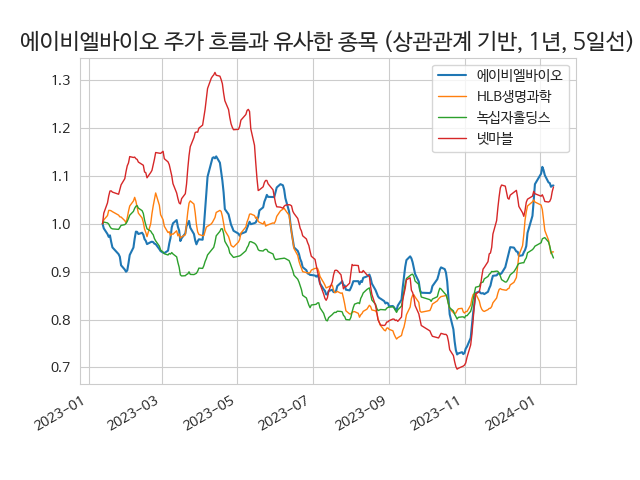 에이비엘바이오 주가 흐름과 유사한 종목 (상관관계 기반, 1년, 5일선)
에이비엘바이오
HLB생명과학
녹십자홀딩스
넷마블
1.3
1.2
1.1
1.0
0.9
0.8
0.7
2023-01
2023-03
2023-05
2023-07
2023-09
2023-11
2024-01